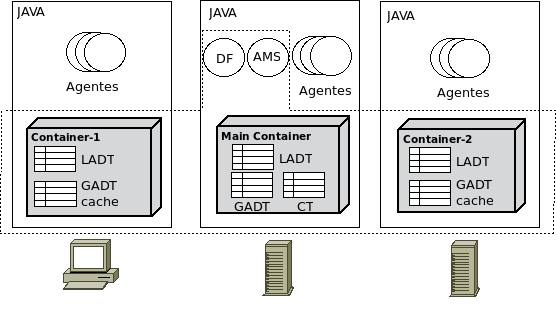 JAVA
Agentes
Container-1
LADT
GADT
cache
JAVA
DF
AMS
Agentes
Main Container
LADT
GADT
CT
JAVA
Agentes
Container-2
LADT
GADT
cache